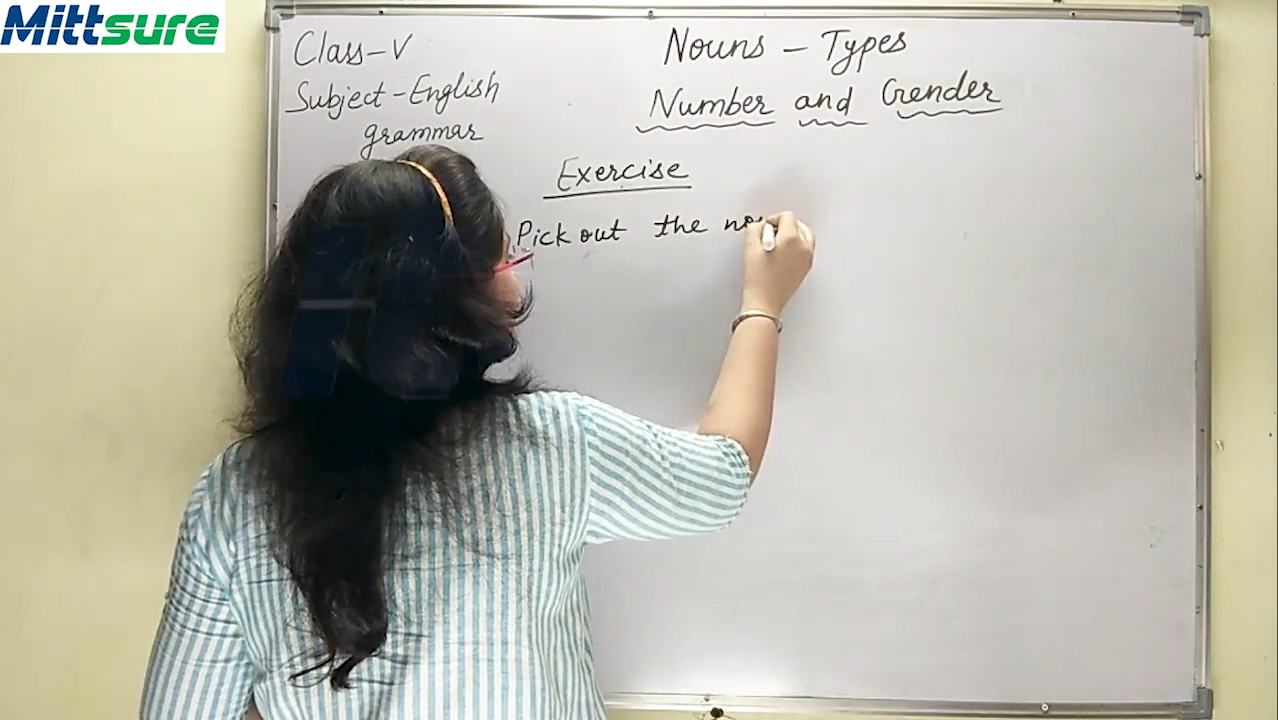 Mittsure
Class-V
Subject-English
grammar
Nouns - Types
Number and Gender
Exercise
Pick out the